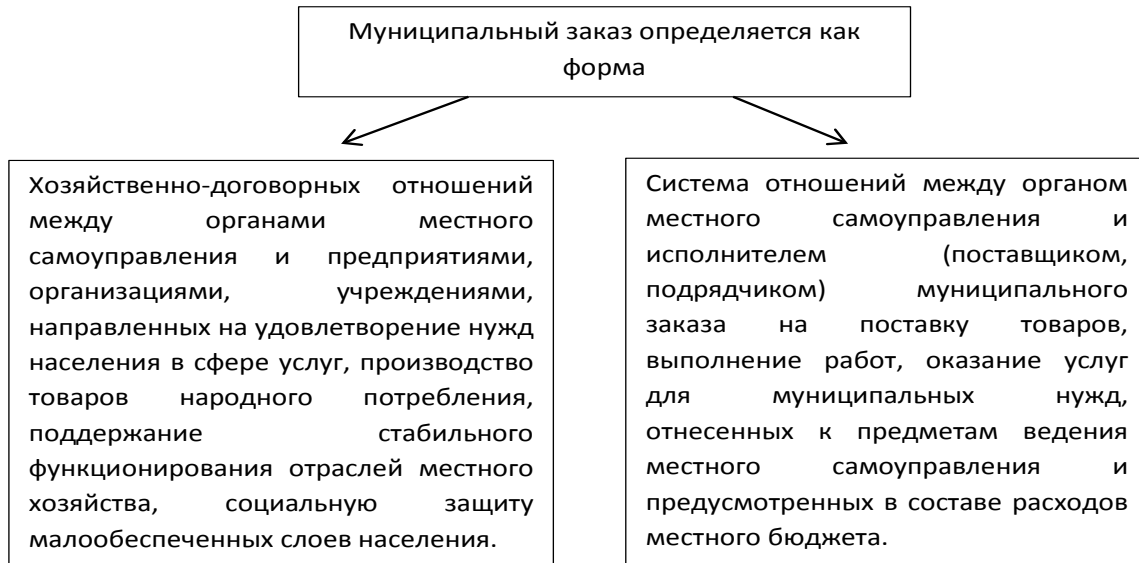 Муниципальный заказ определяется как
форма
Хозяйственно-договорных отношений
между органами местного
самоуправления и предприятиями,
организациями, учреждениями,
направленных на удовлетворение нужд
населения в сфере услуг, производство
товаров народного потребления,
поддержание стабильного
функционирования отраслей местного
хозяйства, социальную защиту
малообеспеченных слоев населения.
Система отношений между органом
местного самоуправления и
исполнителем (поставщиком,
подрядчиком) муниципального
заказа на поставку товаров,
выполнение работ, оказание услуг
для муниципальных нужд,
отнесенных к предметам ведения
местного самоуправления и
предусмотренных в составе расходов
местного бюджета.